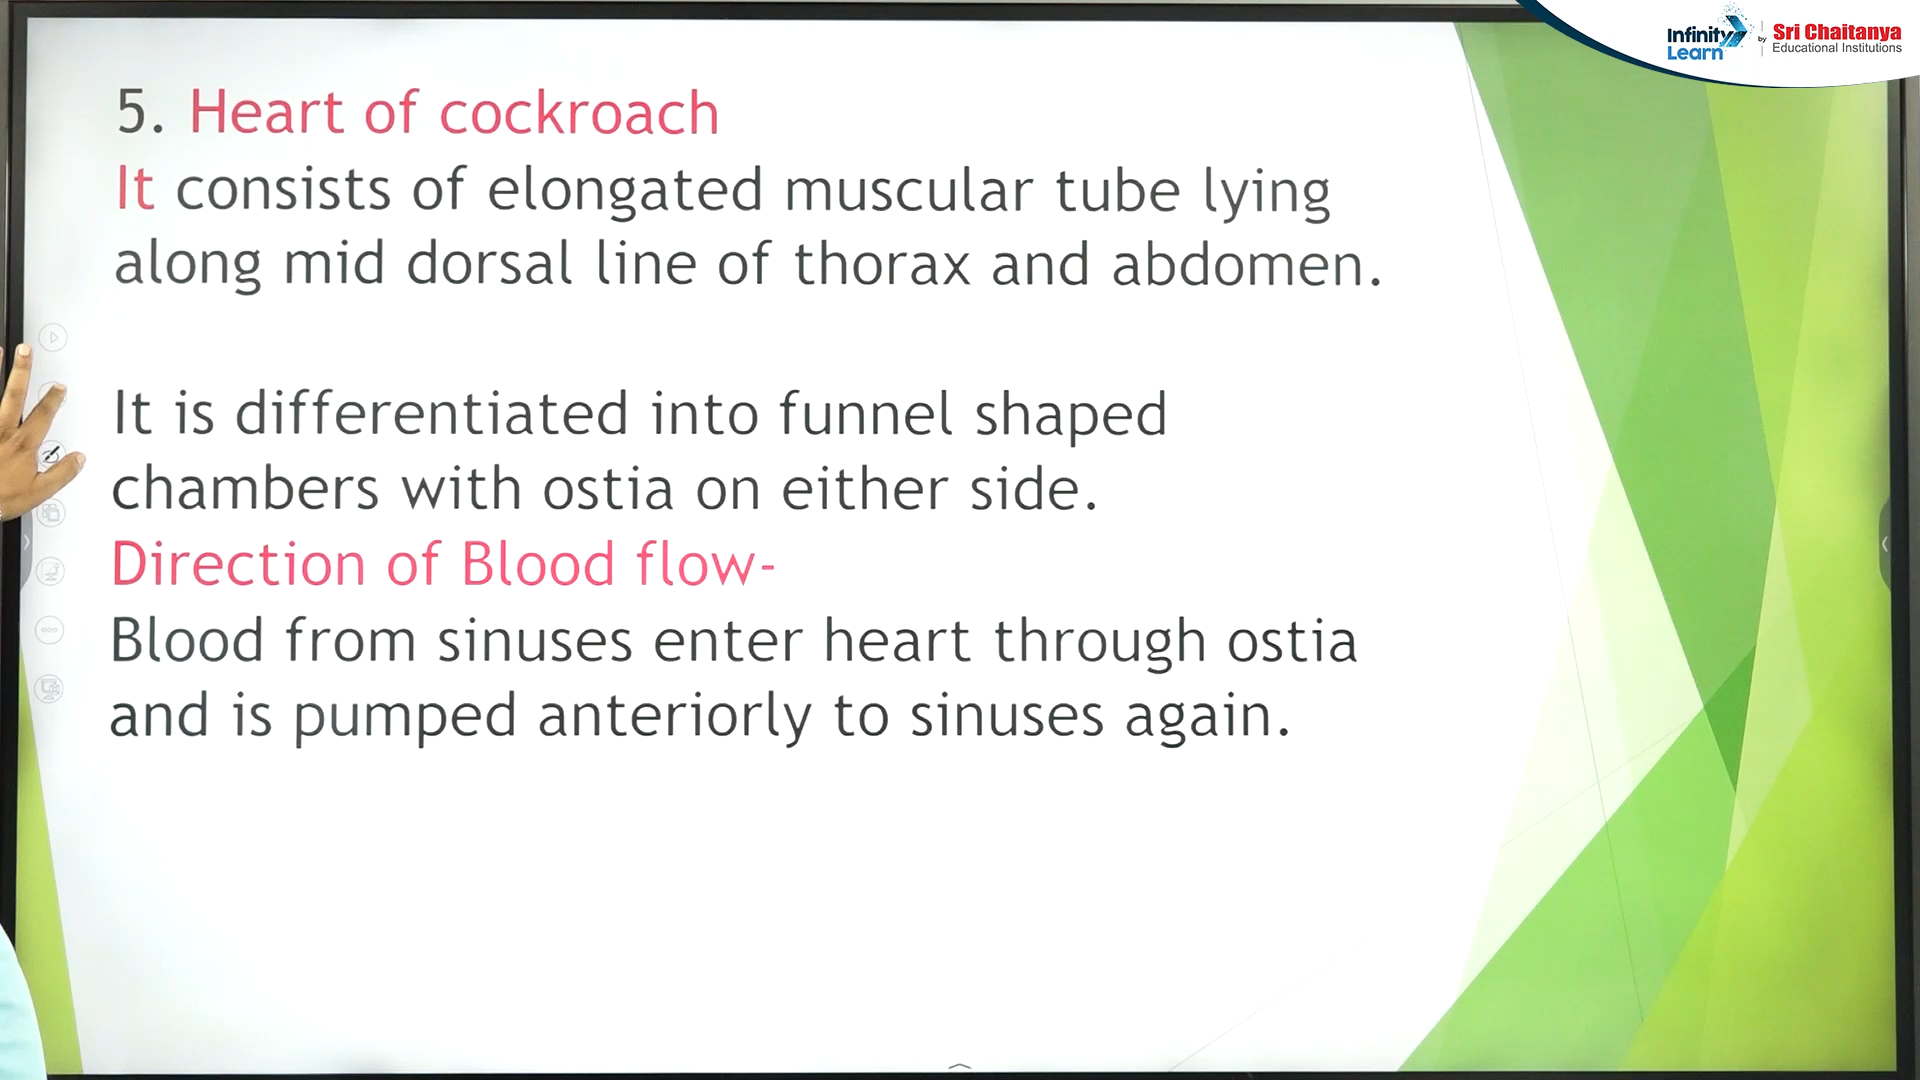 Infinity
Learn
by
Sri Chaitanya
Educational Institutions
5. Heart of cockroach
It consists of elongated muscular tube lying
along mid dorsal line of thorax and abdomen.
It is differentiated into funnel shaped
chambers with ostia on either side.
Direction of Blood flow-
Blood from sinuses enter heart through ostia
and is pumped anteriorly to sinuses again.